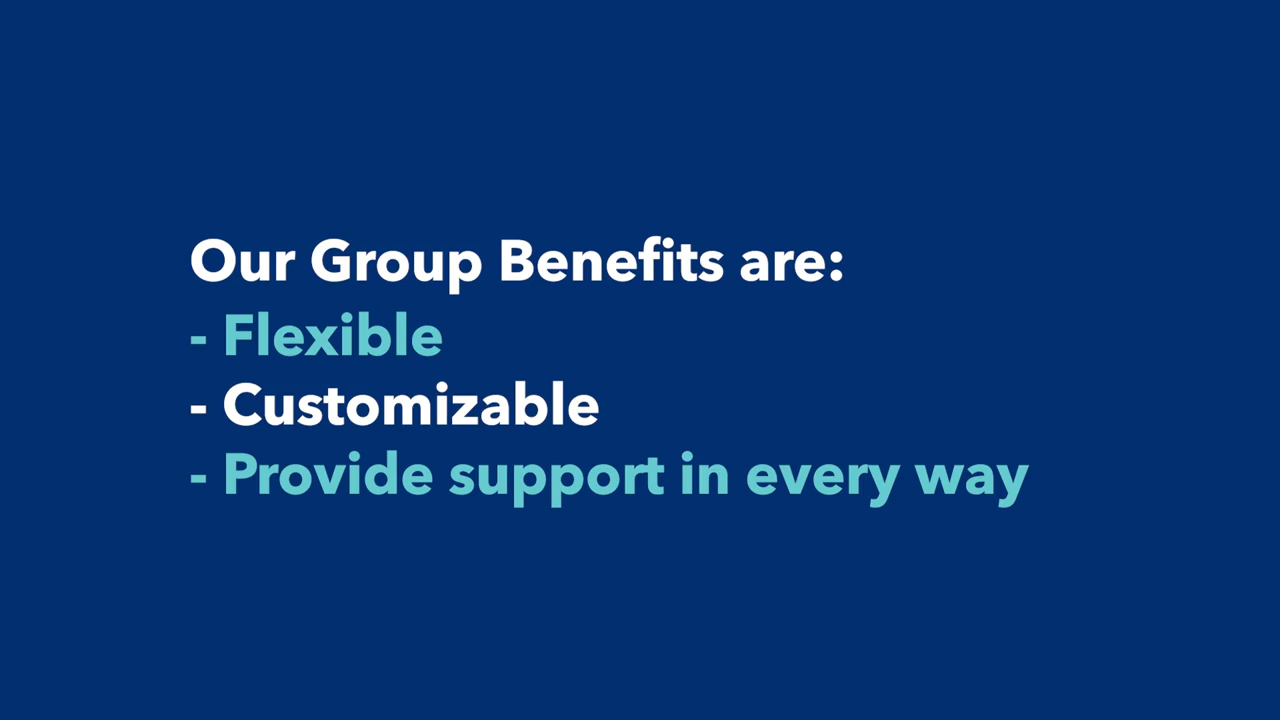 Our Group Benefits are:
- Flexible
- Customizable
- Provide support in every way